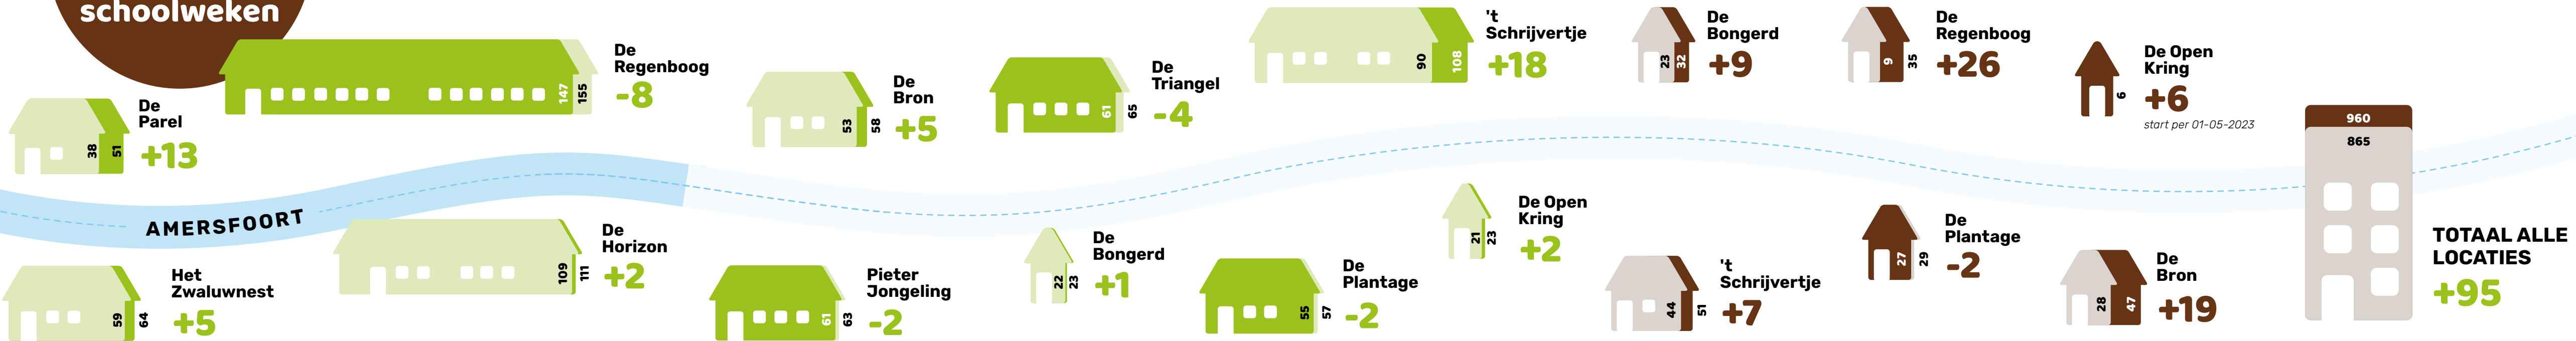 schoolweken
De
Parel
38
51
+13
De
Regenboog
147
155
-8
De
Bron
53
58
+5
De
Triangel
61
65
-4
't
Schrijvertje
90
108
+18
De
Bongerd
23
32
+9
De
Regenboog
9
35
+26
De Open
Kring
6
+6
start per 01-05-2023
960
865
TOTAAL ALLE
LOCATIES
+95
AMERSFOORT
Het
Zwaluwnest
59
64
+5
De
Horizon
109
111
+2
Pieter
Jongeling
61
63
-2
De
Bongerd
22
23
+1
De
Plantage
55
57
-2
De Open
Kring
21
23
+2
't
Schrijvertje
44
51
+7
De
Plantage
27
29
-2
De
Bron
28
47
+19